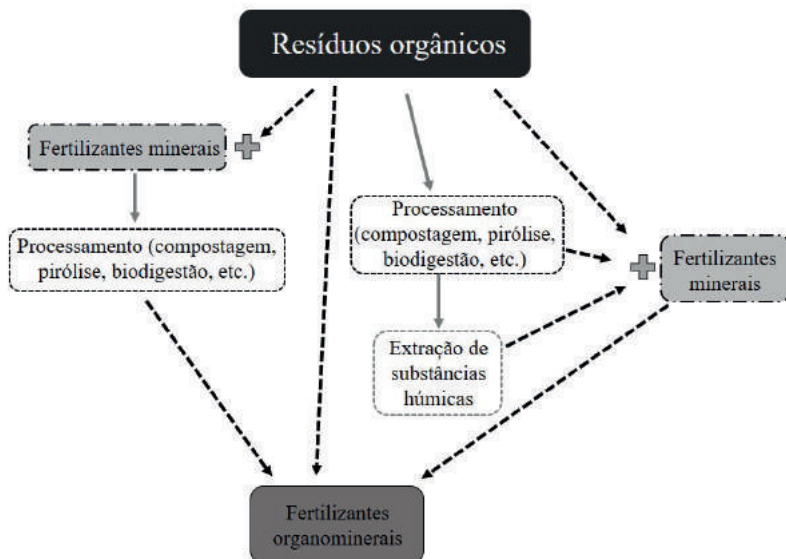 Resíduos orgânicos
Fertilizantes minerais
Processamento (compostagem,
pirólise, biodigestão, etc.)
Processamento
(compostagem, pirólise,
biodigestão, etc.)
Fertilizantes
minerais
Extração de
substâncias
húmicas
Fertilizantes
organominerais